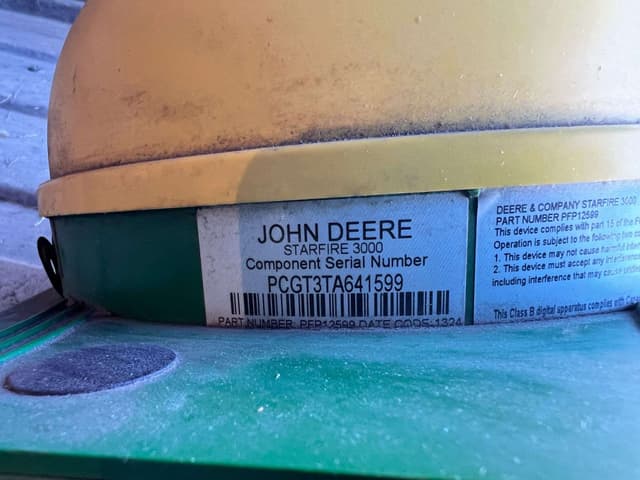 JOHN DEERE
STARFIRE 3000
Component Serial Number
PCGT3TA641599
PART NUMBER: PFP12599 DATE CODE-1324
DEERE & COMPANY STARFIRE 3000
PART NUMBER PFP12599
This device complies with part 15 of the
Operation is subject to the following two
1. This device may not cause harmful
2. This device must accept any interference
including interference that may cause
This Class B digital apparatus complies with